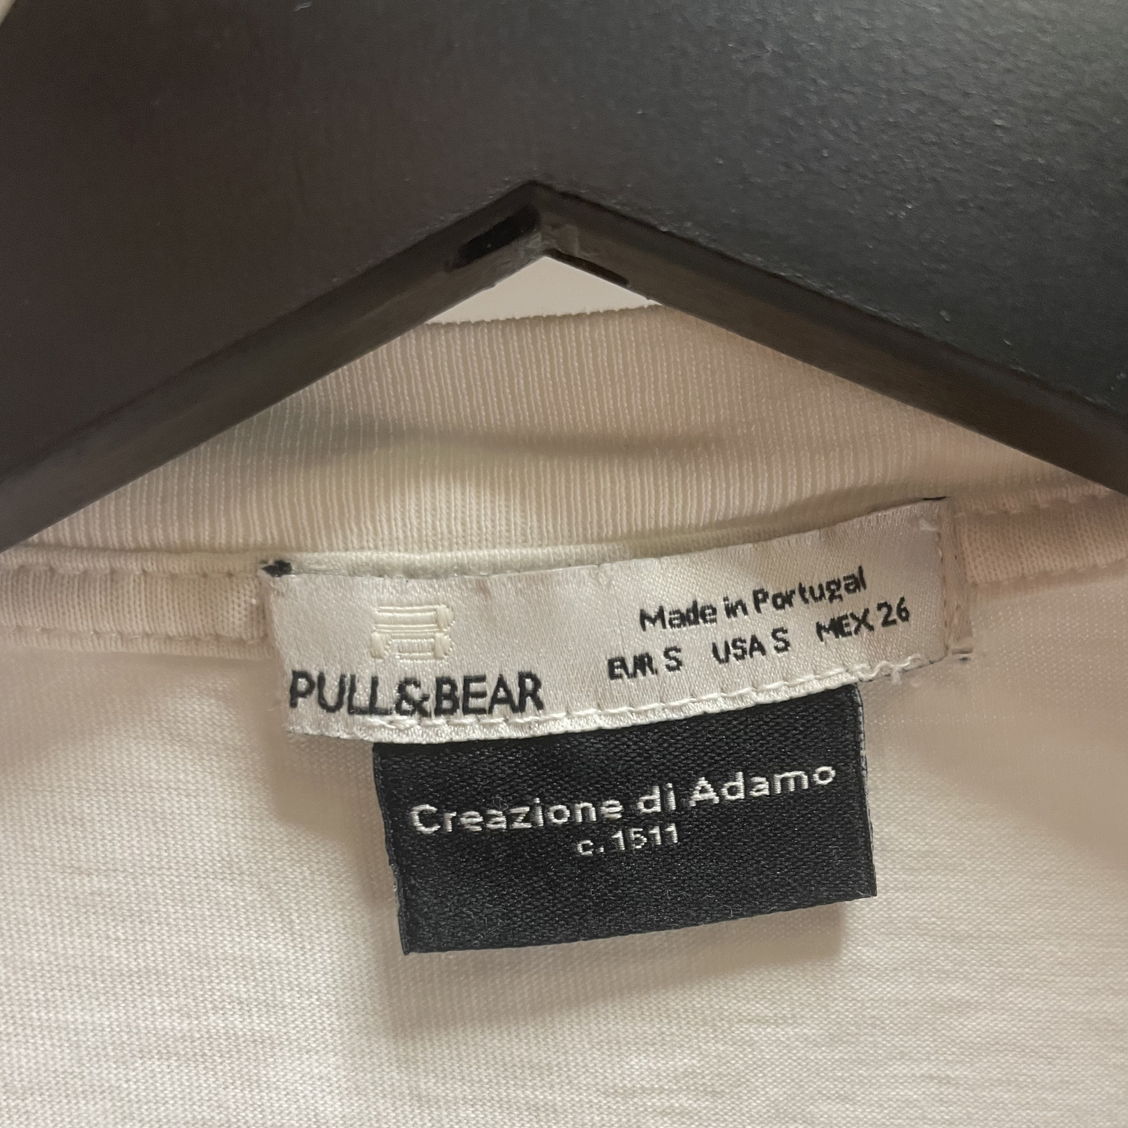 PULL&BEAR
Made in Portugal
EUR S USA S MEX 26
Creazione di Adamo
c. 1511